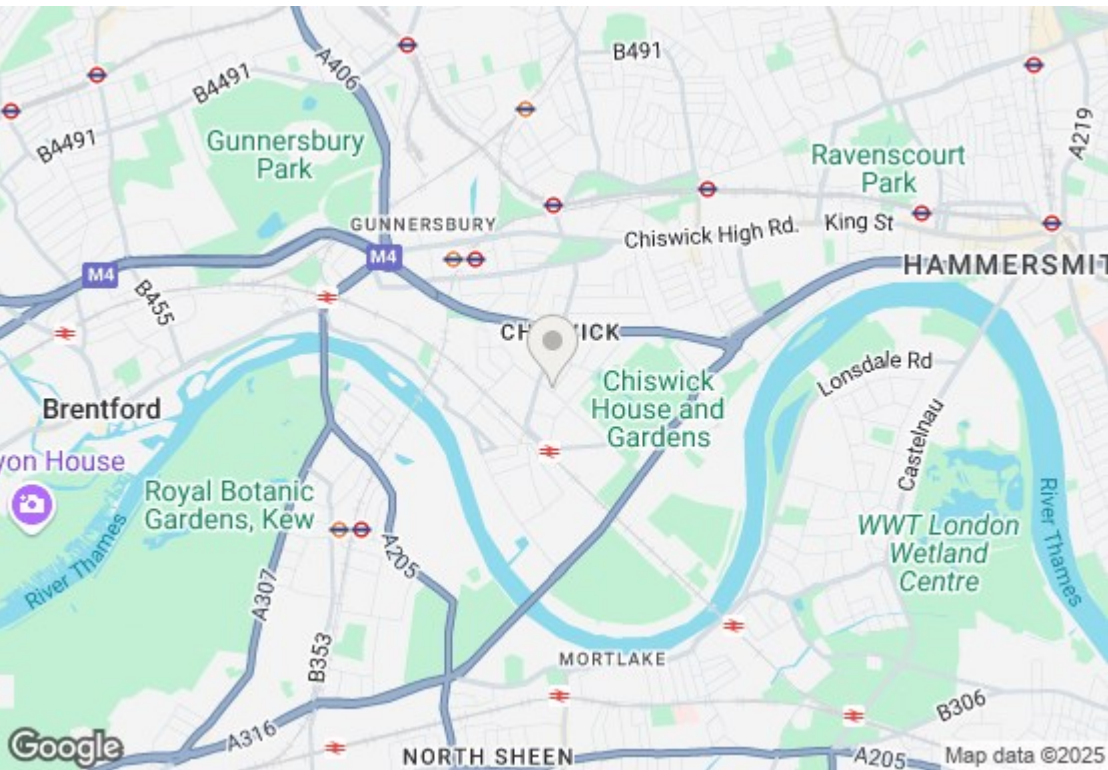 B491
A406
B4491
B4491
Gunnersbury
Park
A219
Ravenscourt
Park
GUNNERSBURY
Chiswick High Rd.
King St
M4
M4
HAMMERSMIT
B455
CH
ICK
Lonsdale Rd
Chiswick
House and
Gardens
Brentford
Castelnau
yon House
Royal Botanic
Gardens, Kew
River Thames
River Thames
WWT London
Wetland
Centre
A205
A307
B353
MORTLAKE
B306
A316
Google
NORTH SHEEN
A205
Map data ©2025